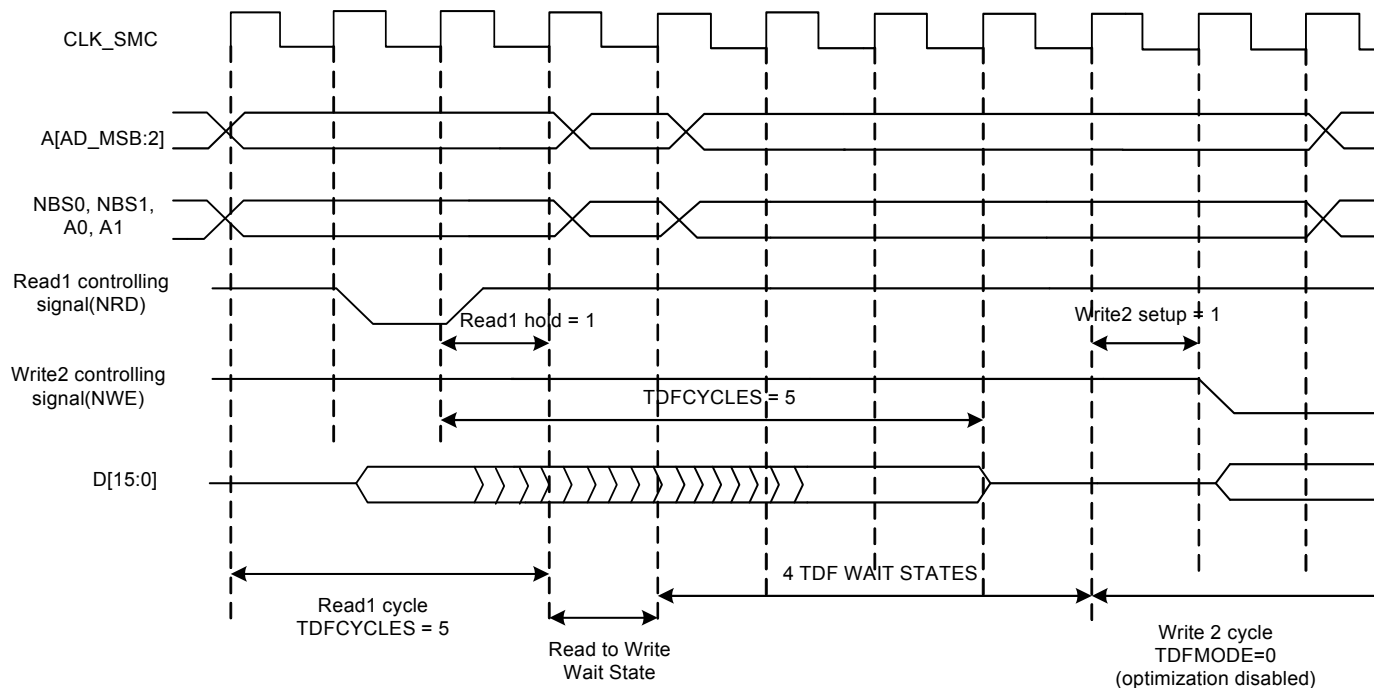 CLK_SMC
A[AD_MSB:2]
NBS0, NBS1,
A0, A1
Read1 controlling
signal(NRD)
Read1 hold = 1
Write2 setup = 1
Write2 controlling
signal(NWE)
TDFCYCLES = 5
D[15:0]
4 TDF WAIT STATES
Read1 cycle
TDFCYCLES = 5
Read to Write
Wait State
Write 2 cycle
TDFMODE=0
(optimization disabled)